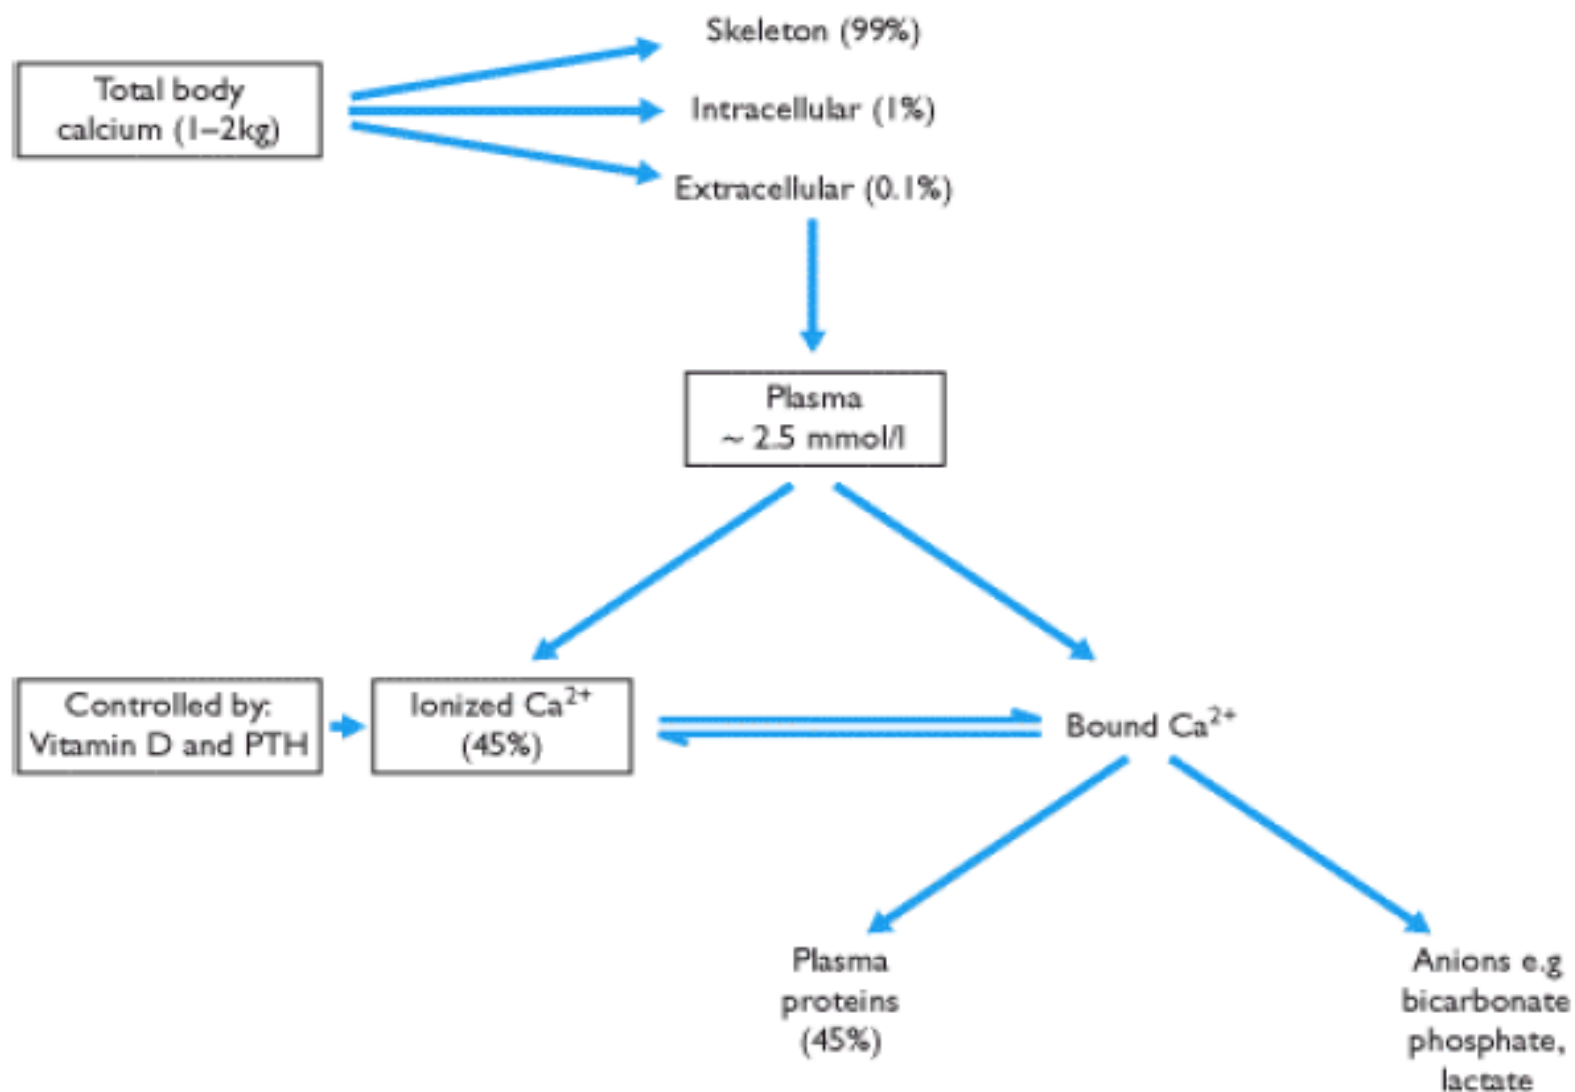 Skeleton (99%)
Total body
calcium (1–2kg)
Intracellular (1%)
Extracellular (0.1%)
Plasma
~ 2.5 mmol/l
Controlled by:
Vitamin D and PTH
Ionized Ca²⁺
(45%)
Bound Ca²⁺
Plasma
proteins
(45%)
Anions e.g
bicarbonate
phosphate,
lactate